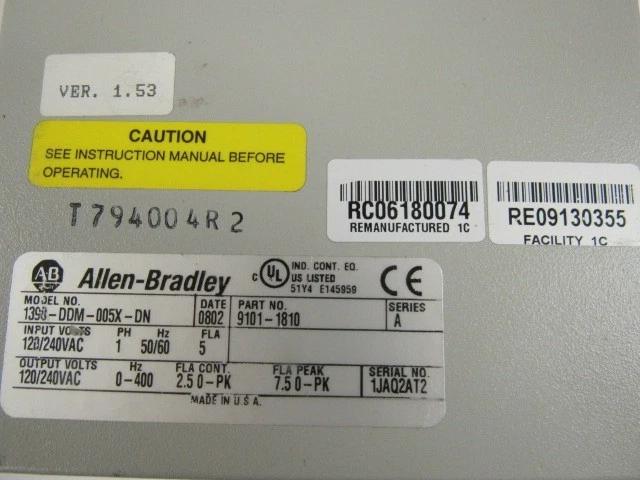 VER. 1.53
CAUTION
SEE INSTRUCTION MANUAL BEFORE
OPERATING.
T794004R2
RC06180074
REMANUFACTURED 1C
RE09130355
FACILITY 1C
AB Allen-Bradley
C UL US LISTED
IND. CONT. EQ.
51Y4 E145959
CE
MODEL NO.
1398-DDM-005X-DN
DATE
0802
PART NO.
9101-1810
SERIES
A
INPUT VOLTS PH Hz FLA
120/240VAC 1 50/60 5
OUTPUT VOLTS Hz FLA CONT. FLA PEAK SERIAL NO.
120/240VAC 0-400 2.5 0-PK 7.5 0-PK 1JAQ2AT2
MADE IN U.S.A.